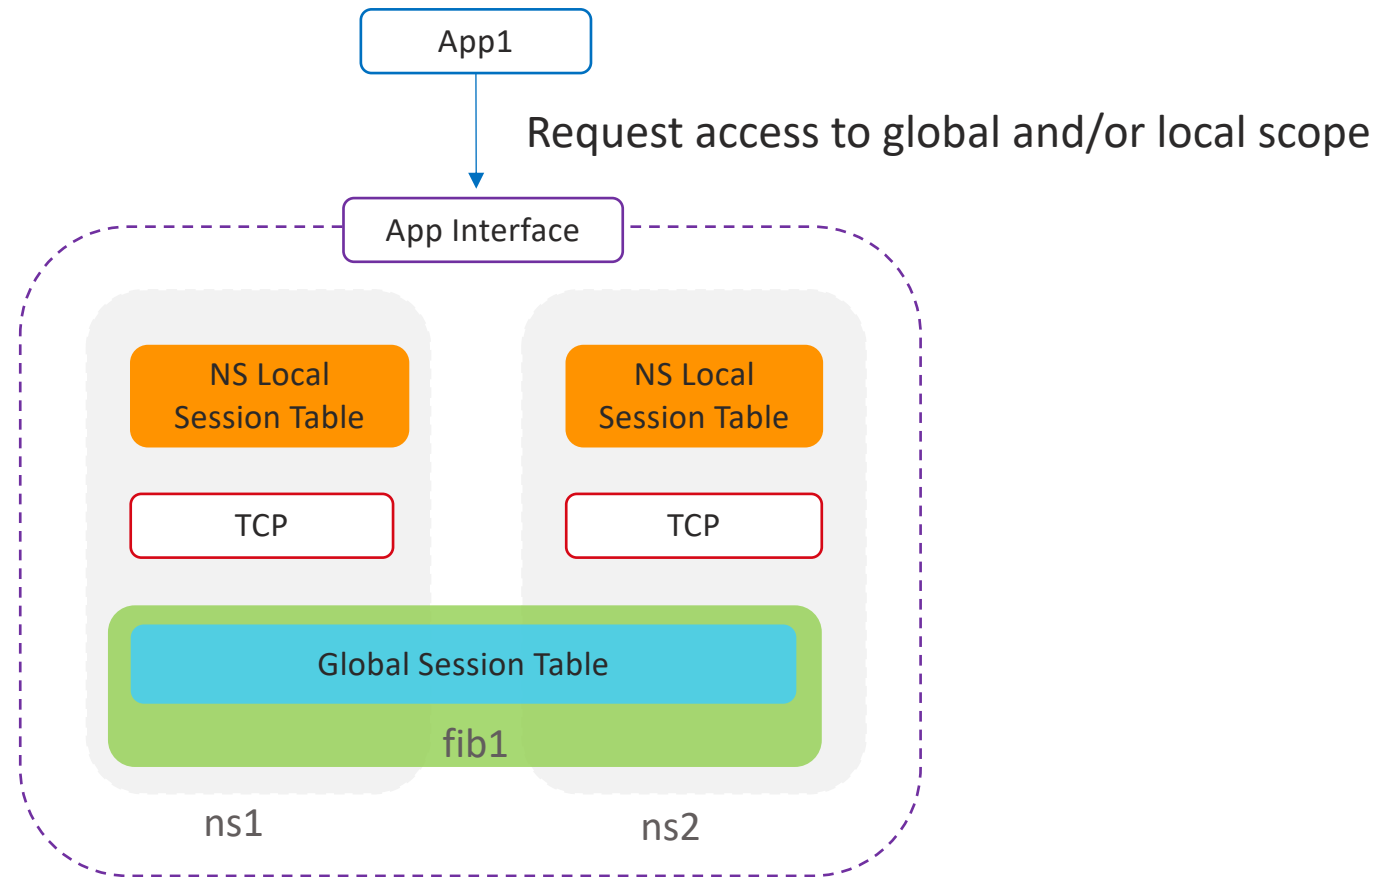 App1
Request access to global and/or local scope
App Interface
NS Local
Session Table
NS Local
Session Table
TCP
TCP
Global Session Table
fib1
ns1
ns2